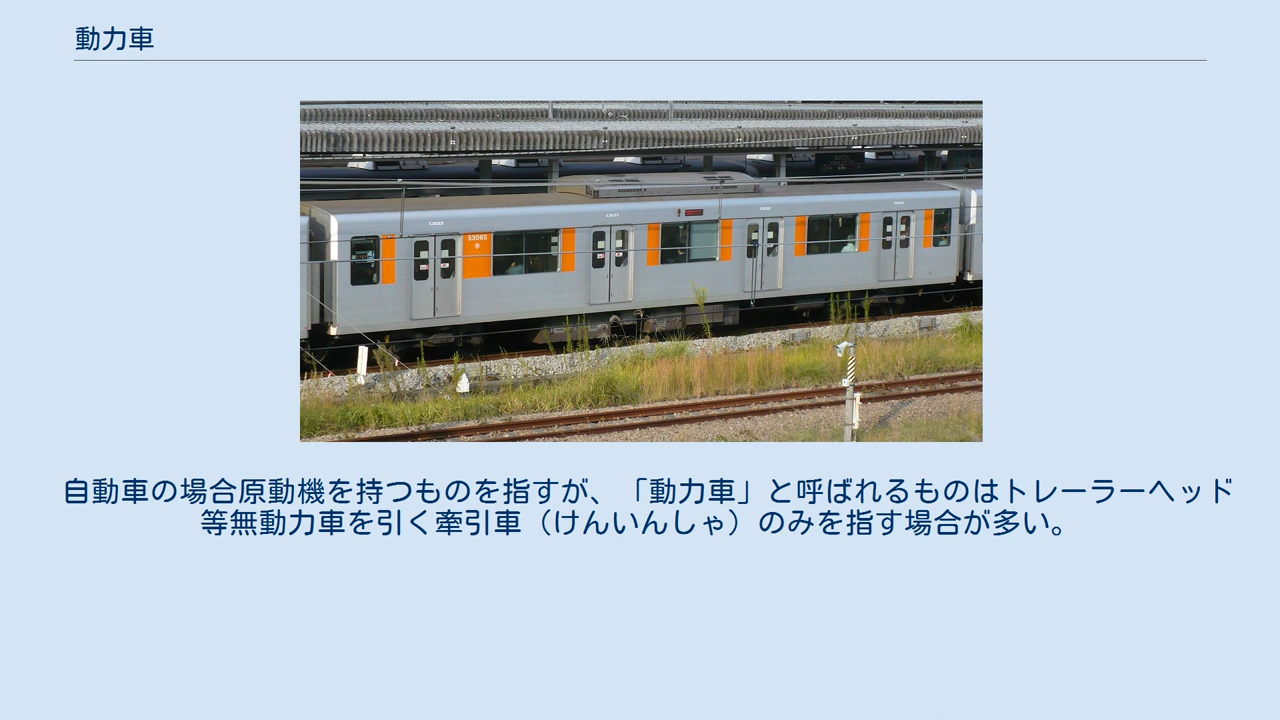 動力車
53065
自動車の場合原動機を持つものを指すが、「動力車」と呼ばれるものはトレーラーヘッド
等無動力車を引く牽引車（けんいんしゃ）のみを指す場合が多い。